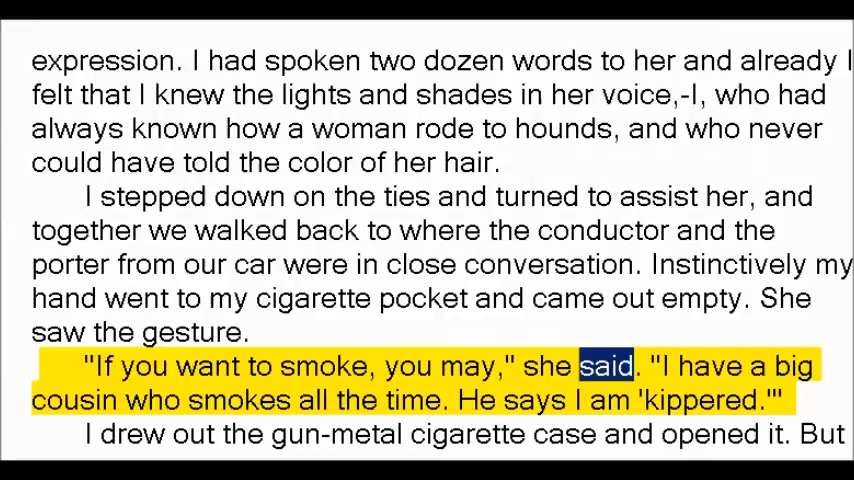 expression. I had spoken two dozen words to her and already I
felt that I knew the lights and shades in her voice,-I, who had
always known how a woman rode to hounds, and who never
could have told the color of her hair.
I stepped down on the ties and turned to assist her, and
together we walked back to where the conductor and the
porter from our car were in close conversation. Instinctively my
hand went to my cigarette pocket and came out empty. She
saw the gesture.
"If you want to smoke, you may," she said. "I have a big
cousin who smokes all the time. He says I am 'kippered.'"
I drew out the gun-metal cigarette case and opened it. But